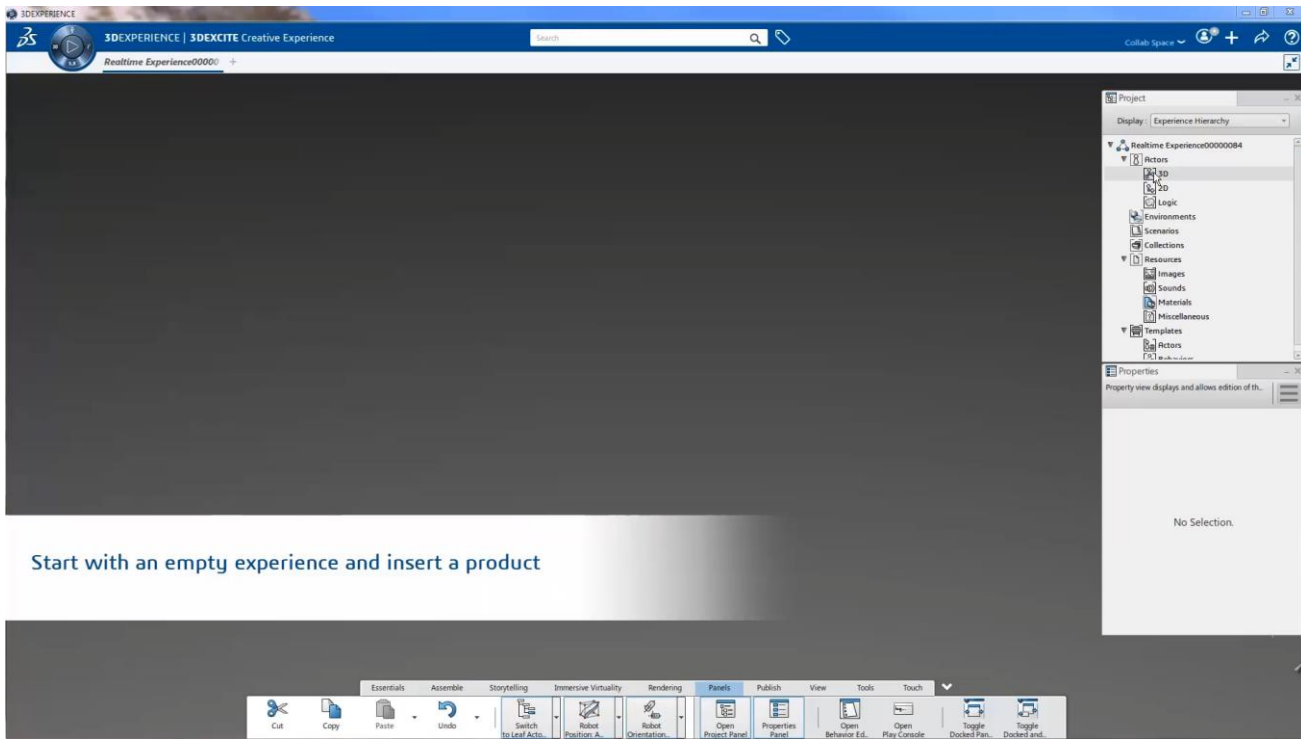 3DEXPERIENCE
3DEXPERIENCE | 3DEXCITE Creative Experience
Search
Collab Space
Realtime Experience00000
Project
Display : Experience Hierarchy
Realtime Experience00000084
Actors
3D
2D
Logic
Environments
Scenarios
Collections
Resources
Images
Sounds
Materials
Miscellaneous
Templates
Actors
Behaviors
Properties
Property view displays and allows edition of th...
No Selection.
Start with an empty experience and insert a product
Essentials Assemble Storytelling Immersive Virtuality Rendering Panels Publish View Tools Touch
Cut Copy Paste Undo Switch to Leaf Acto... Robot Position: A... Robot Orientation... Open Project Panel Properties Panel Open Behavior Ed... Open Play Console Toggle Docked Pan... Toggle Docked and...